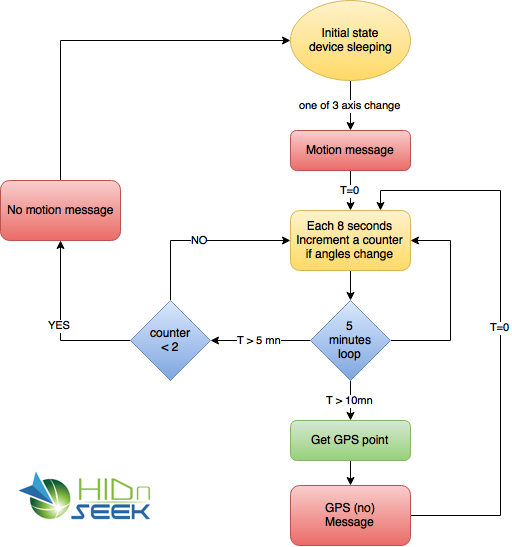 Initial state
device sleeping
one of 3 axis change
Motion message
T=0
No motion message
Each 8 seconds
Increment a counter
if angles change
NO
YES
counter
< 2
T > 5 mn
5
minutes
loop
T=0
T > 10mn
Get GPS point
GPS (no)
Message
HIDn
SEEK